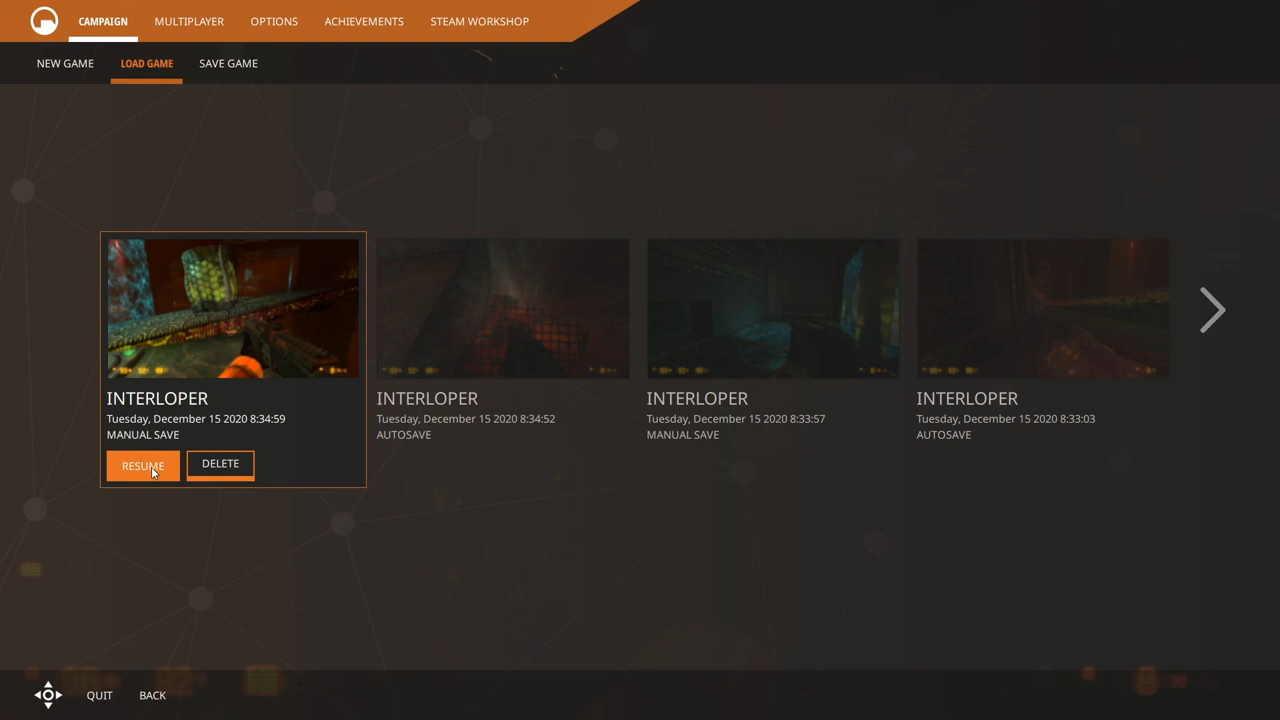 CAMPAIGN MULTIPLAYER OPTIONS ACHIEVEMENTS STEAM WORKSHOP
NEW GAME LOAD GAME SAVE GAME
INTERLOPER
Tuesday, December 15 2020 8:34:59
MANUAL SAVE
RESUME DELETE
INTERLOPER
Tuesday, December 15 2020 8:34:52
AUTOSAVE
INTERLOPER
Tuesday, December 15 2020 8:33:57
MANUAL SAVE
INTERLOPER
Tuesday, December 15 2020 8:33:03
AUTOSAVE
QUIT BACK